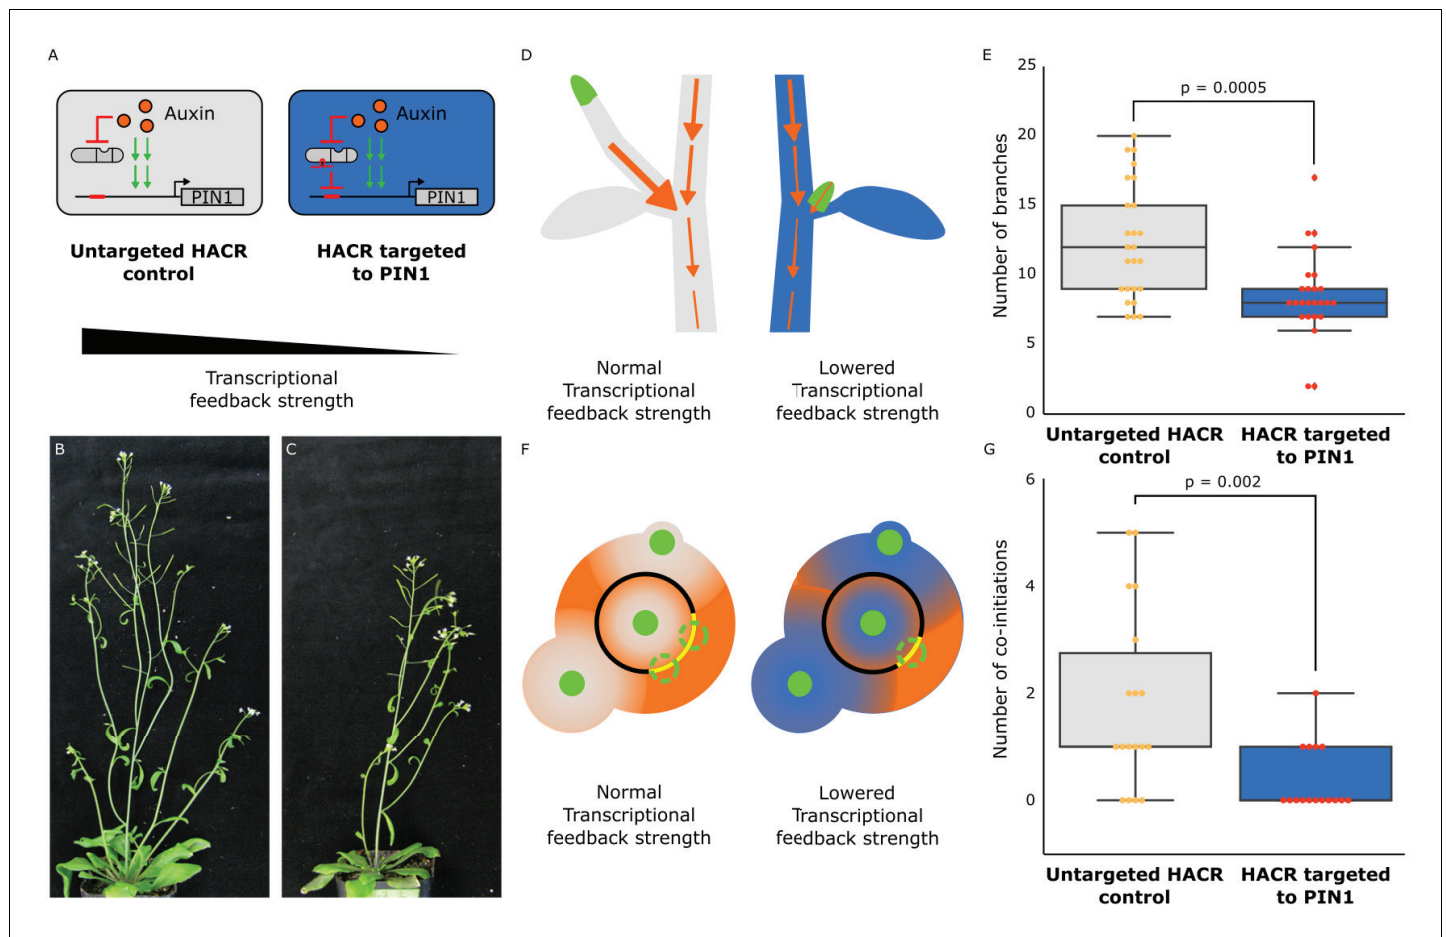 A
Auxin
PIN1
Untargeted HACR
control
Auxin
PIN1
HACR targeted
to PIN1
Transcriptional
feedback strength
B
C
D
Normal
Transcriptional
feedback strength
Lowered
Transcriptional
feedback strength
E
Number of branches
25
20
15
10
5
0
p = 0.0005
Untargeted HACR
control
HACR targeted
to PIN1
F
Normal
Transcriptional
feedback strength
Lowered
Transcriptional
feedback strength
G
Number of co-initiations
6
4
2
0
p = 0.002
Untargeted HACR
control
HACR targeted
to PIN1